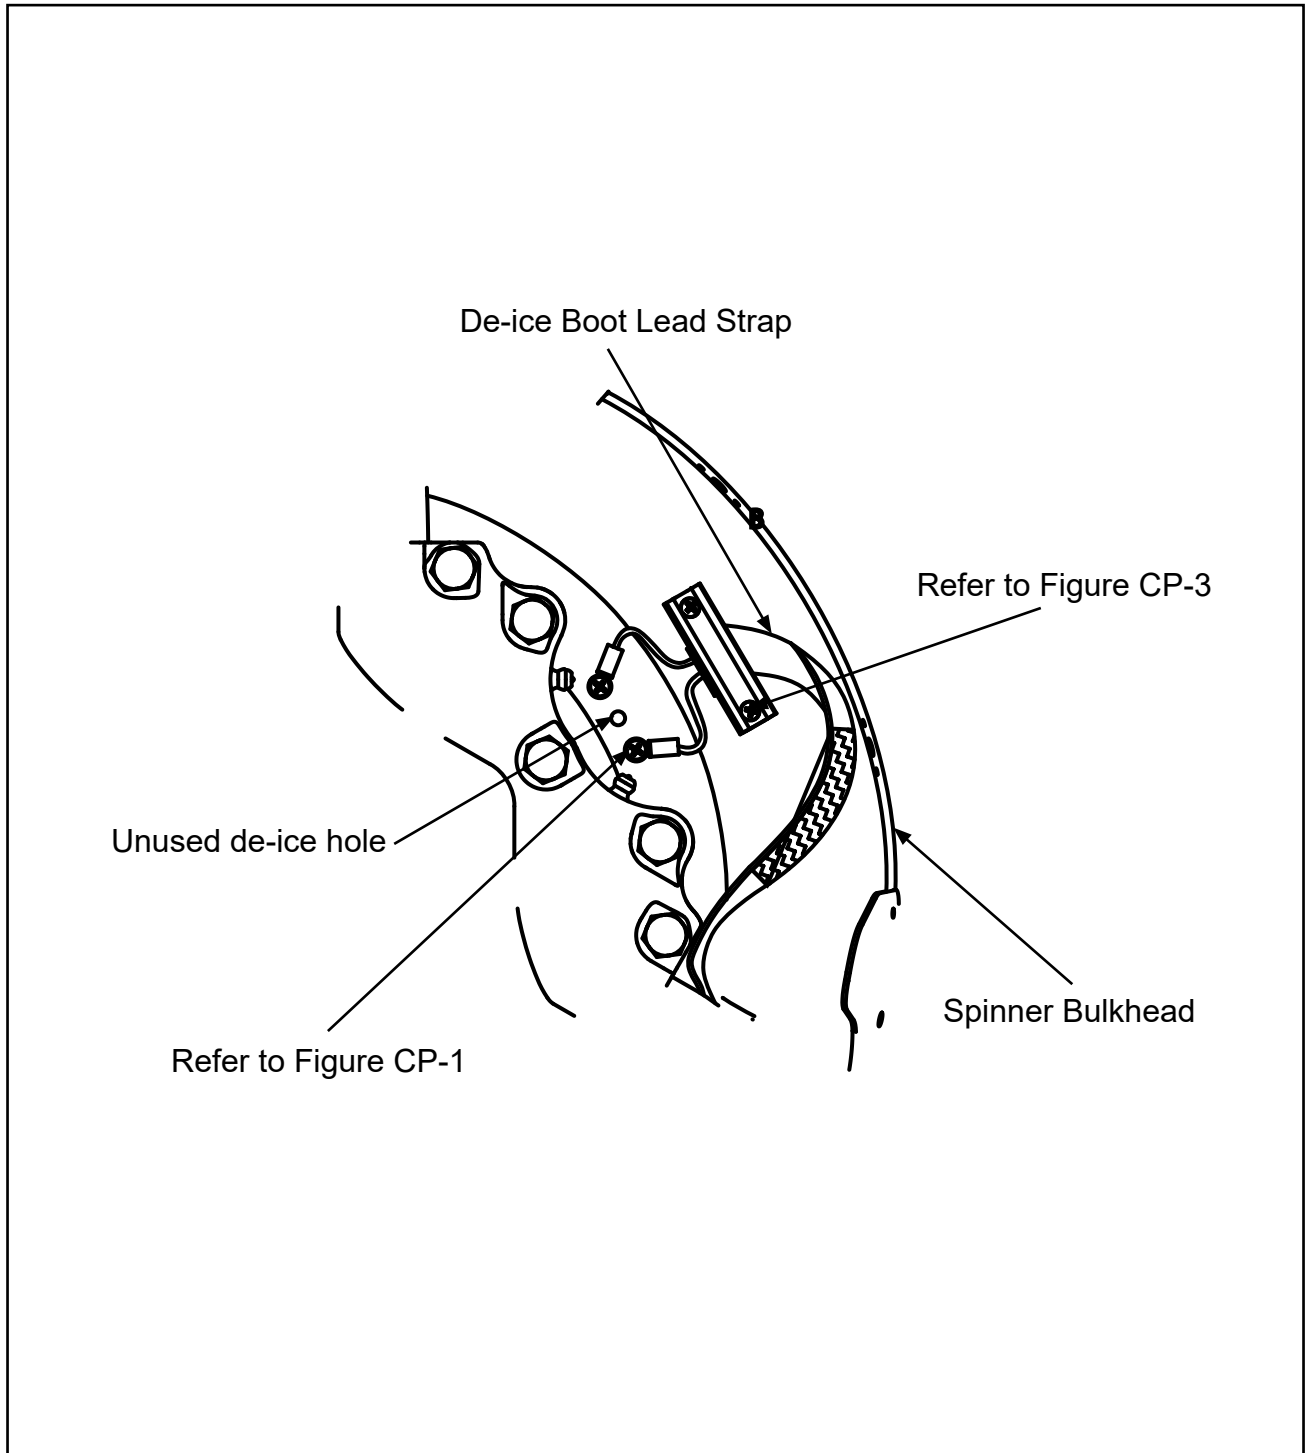 De-ice Boot Lead Strap
B
Refer to Figure CP-3
Unused de-ice hole
Spinner Bulkhead
Refer to Figure CP-1